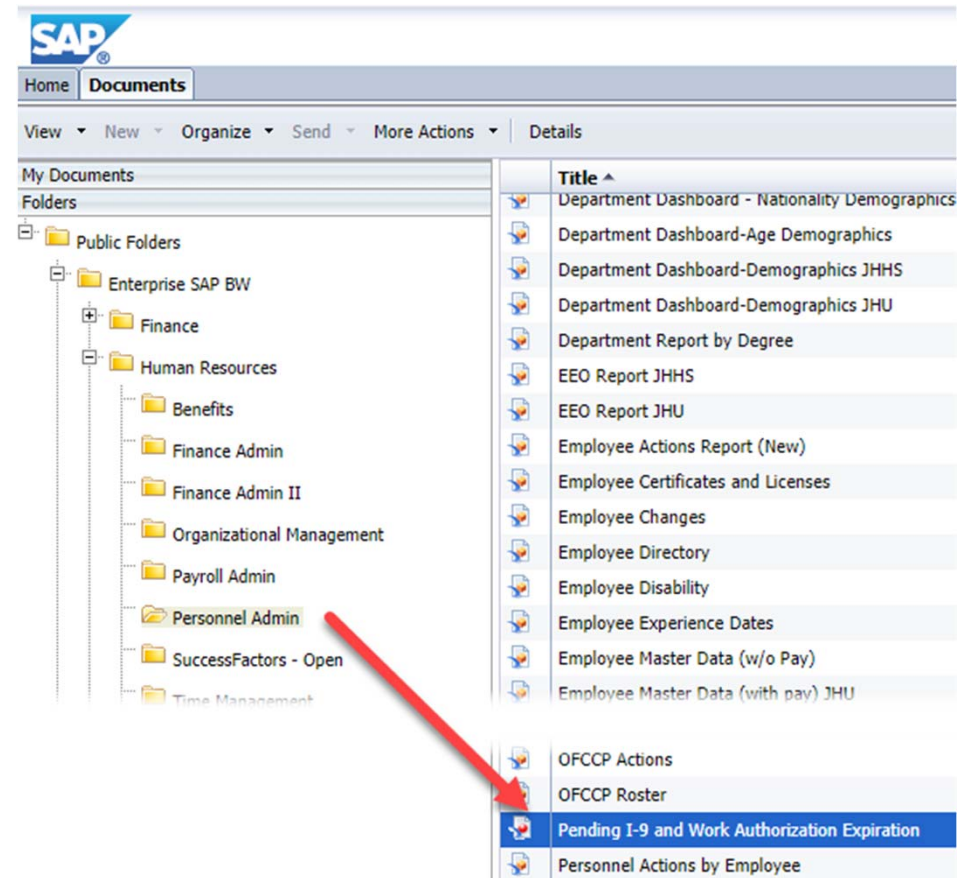 SAP®
Home Documents
View New Organize Send More Actions Details
My Documents
Folders
Public Folders
Enterprise SAP BW
Finance
Human Resources
Benefits
Finance Admin
Finance Admin II
Organizational Management
Payroll Admin
Personnel Admin
SuccessFactors - Open
Time Management
Title
Department Dashboard - Nationality Demographics
Department Dashboard-Age Demographics
Department Dashboard-Demographics JHHS
Department Dashboard-Demographics JHU
Department Report by Degree
EEO Report JHHS
EEO Report JHU
Employee Actions Report (New)
Employee Certificates and Licenses
Employee Changes
Employee Directory
Employee Disability
Employee Experience Dates
Employee Master Data (w/o Pay)
Employee Master Data (with pay) JHU
OFCCP Actions
OFCCP Roster
Pending I-9 and Work Authorization Expiration
Personnel Actions by Employee